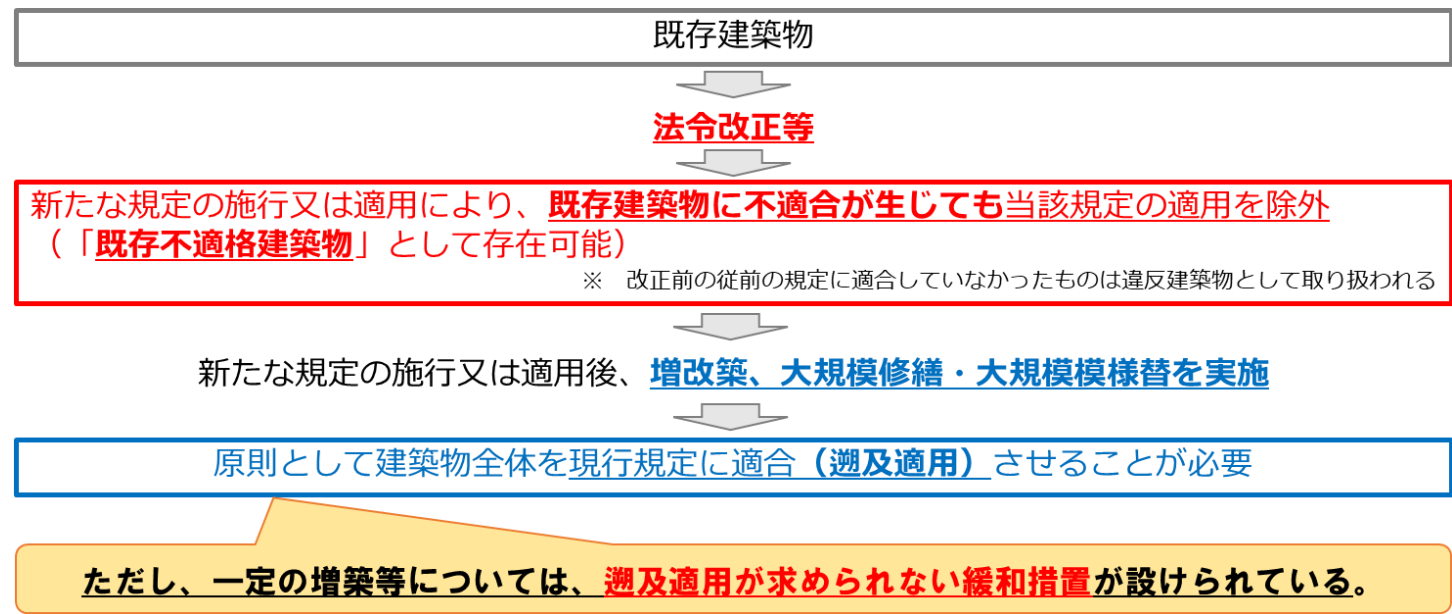 既存建築物
法令改正等
新たな規定の施行又は適用により、既存建築物に不適合が生じても当該規定の適用を除外
（「既存不適格建築物」として存在可能）
※　改正前の従前の規定に適合していなかったものは違反建築物として取り扱われる
新たな規定の施行又は適用後、増改築、大規模修繕・大規模模様替を実施
原則として建築物全体を現行規定に適合（遡及適用）させることが必要
ただし、一定の増築等については、遡及適用が求められない緩和措置が設けられている。